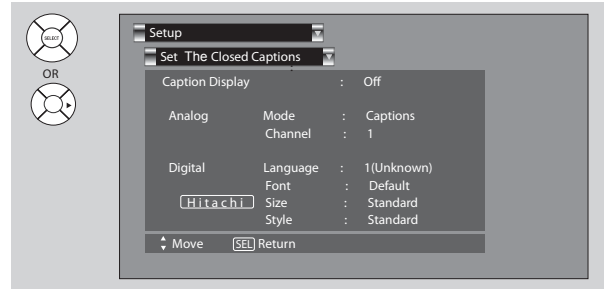 SELECT
OR
Setup
Set The Closed Captions
Caption Display : Off
Analog Mode : Captions
Channel : 1
Digital Language : 1(Unknown)
Font : Default
Hitachi Size : Standard
Style : Standard
Move SEL Return